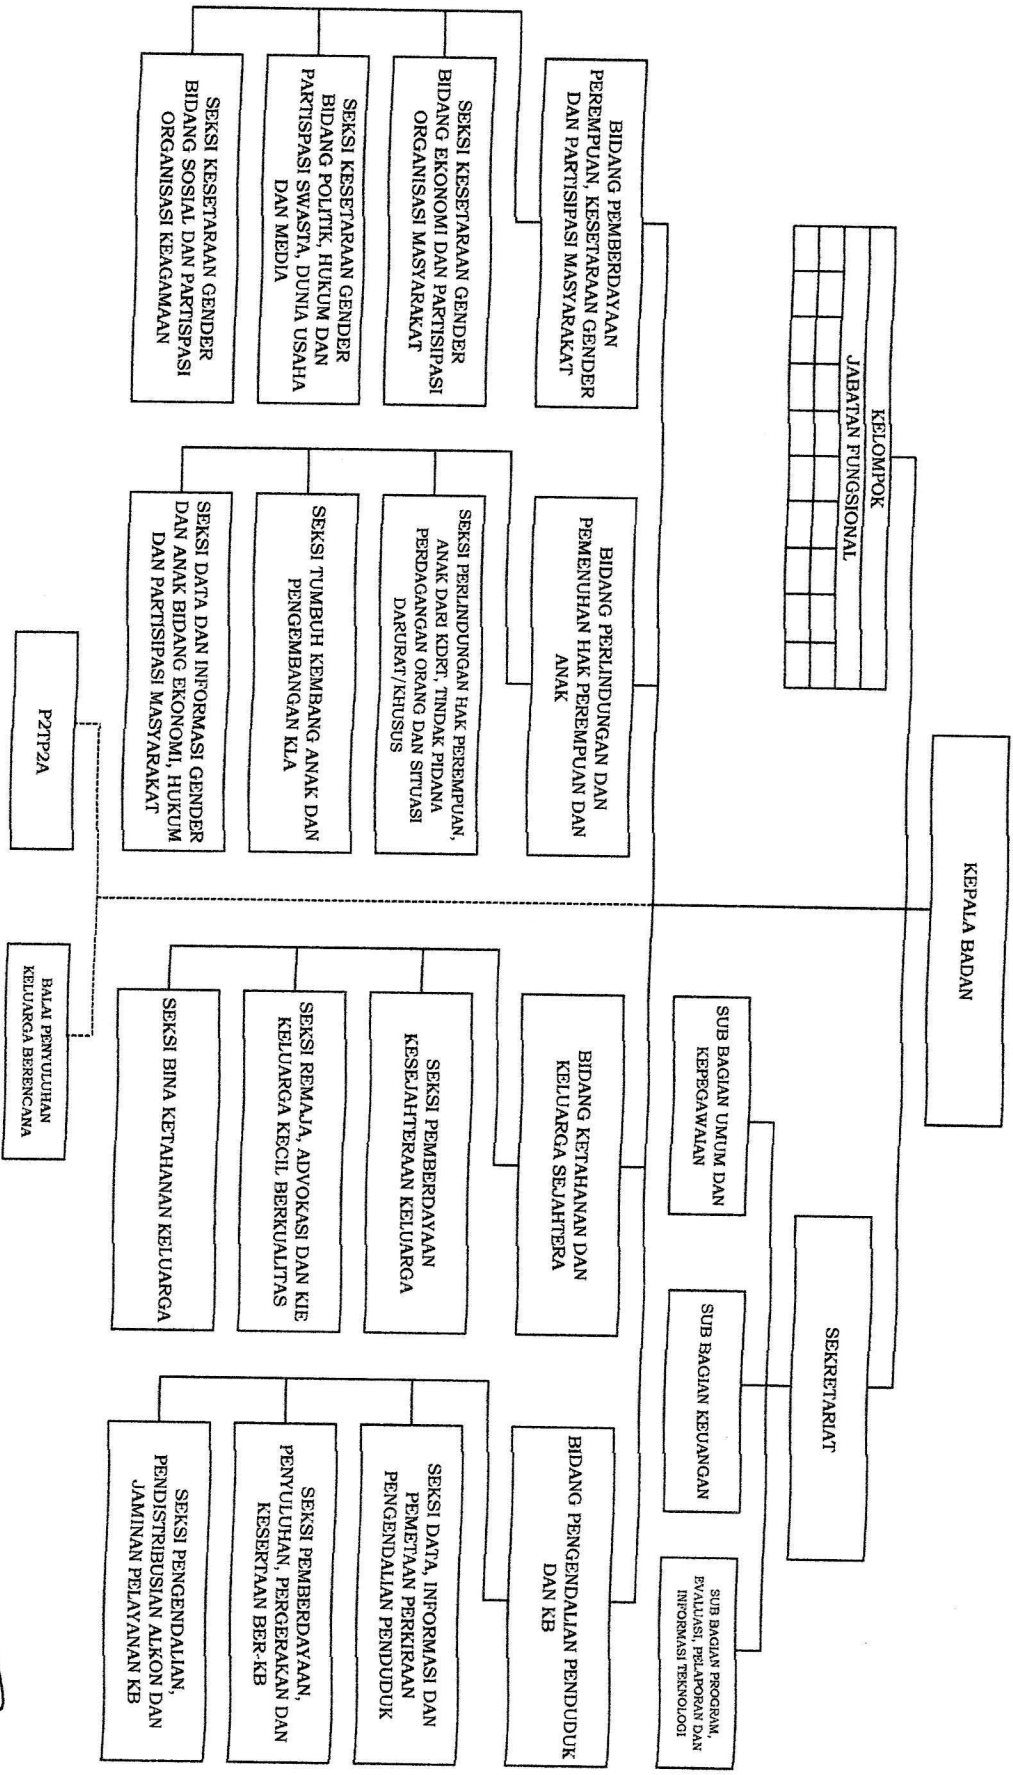 KEPALA BADAN
KELOMPOK
JABATAN FUNGSIONAL
SEKRETARIAT
SUB BAGIAN UMUM DAN
KEPEGAWAIAN
SUB BAGIAN KEUANGAN
SUB BAGIAN PROGRAM,
EVALUASI, PELAPORAN DAN
INFORMASI TEKNOLOGI
BIDANG PEMBERDAYAAN
PEREMPUAN, KESETARAAN GENDER
DAN PARTISIPASI MASYARAKAT
SEKSI KESETARAAN GENDER
BIDANG EKONOMI DAN PARTISIPASI
ORGANISASI MASYARAKAT
SEKSI KESETARAAN GENDER
BIDANG POLITIK, HUKUM DAN
PARTISPASI SWASTA, DUNIA USAHA
DAN MEDIA
SEKSI KESETARAAN GENDER
BIDANG SOSIAL DAN PARTISPASI
ORGANISASI KEAGAMAAN
BIDANG PERLINDUNGAN DAN
PEMENUHAN HAK PEREMPUAN DAN
ANAK
SEKSI PERLINDUNGAN HAK PEREMPUAN,
ANAK DARI KDRT, TINDAK PIDANA
PERDAGANGAN ORANG DAN SITUASI
DARURAT/KHUSUS
SEKSI TUMBUH KEMBANG ANAK DAN
PENGEMBANGAN KLA
SEKSI DATA DAN INFORMASI GENDER
DAN ANAK BIDANG EKONOMI, HUKUM
DAN PARTISIPASI MASYARAKAT
BIDANG KETAHANAN DAN
KELUARGA SEJAHTERA
SEKSI PEMBERDAYAAN
KESEJAHTERAAN KELUARGA
SEKSI REMAJA, ADVOKASI DAN KIE
KELUARGA KECIL BERKUALITAS
SEKSI BINA KETAHANAN KELUARGA
BIDANG PENGENDALIAN PENDUDUK
DAN KB
SEKSI DATA, INFORMASI DAN
PEMETAAN PERKIRAAN
PENGENDALIAN PENDUDUK
SEKSI PEMBERDAYAAN,
PENYULUHAN, PERGERAKAN DAN
KESERTAAN BER-KB
SEKSI PENGENDALIAN,
PENDISTRIBUSIAN ALKON DAN
JAMINAN PELAYANAN KB
P2TP2A
BALAI PENYULUHAN
KELUARGA BERENCANA